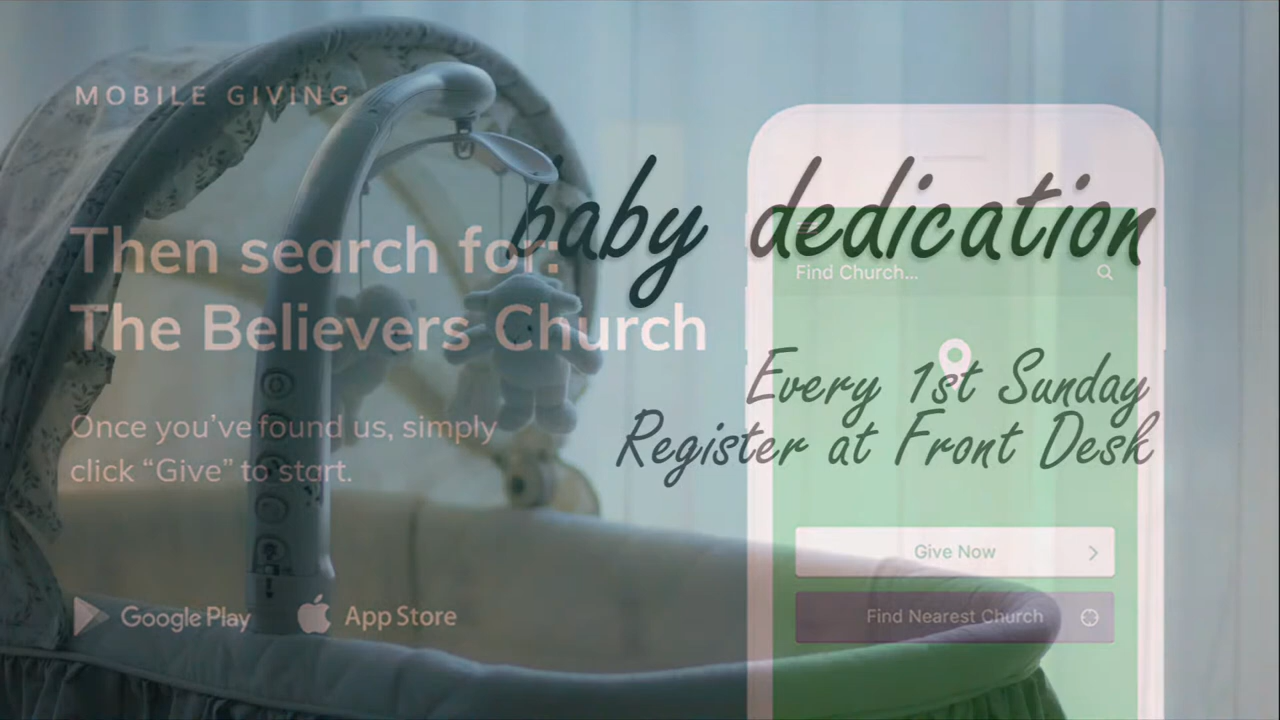 MOBILE GIVING
Then search for:
The Believers Church
Once you've found us, simply
click “Give” to start.
Google Play
App Store
baby dedication
Every 1st Sunday
Register at Front Desk
Find Church...
Give Now
Find Nearest Church